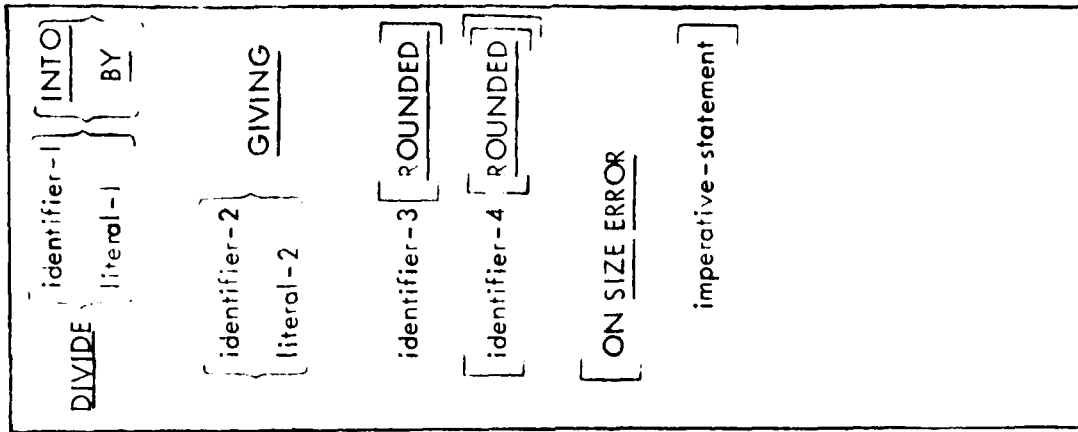 DIVIDE { identifier-1 literal-1 } { INTO BY }
{ identifier-2 literal-2 } GIVING
identifier-3 [ ROUNDED ]
[ identifier-4 [ ROUNDED ] ]
[ ON SIZE ERROR
imperative-statement ]